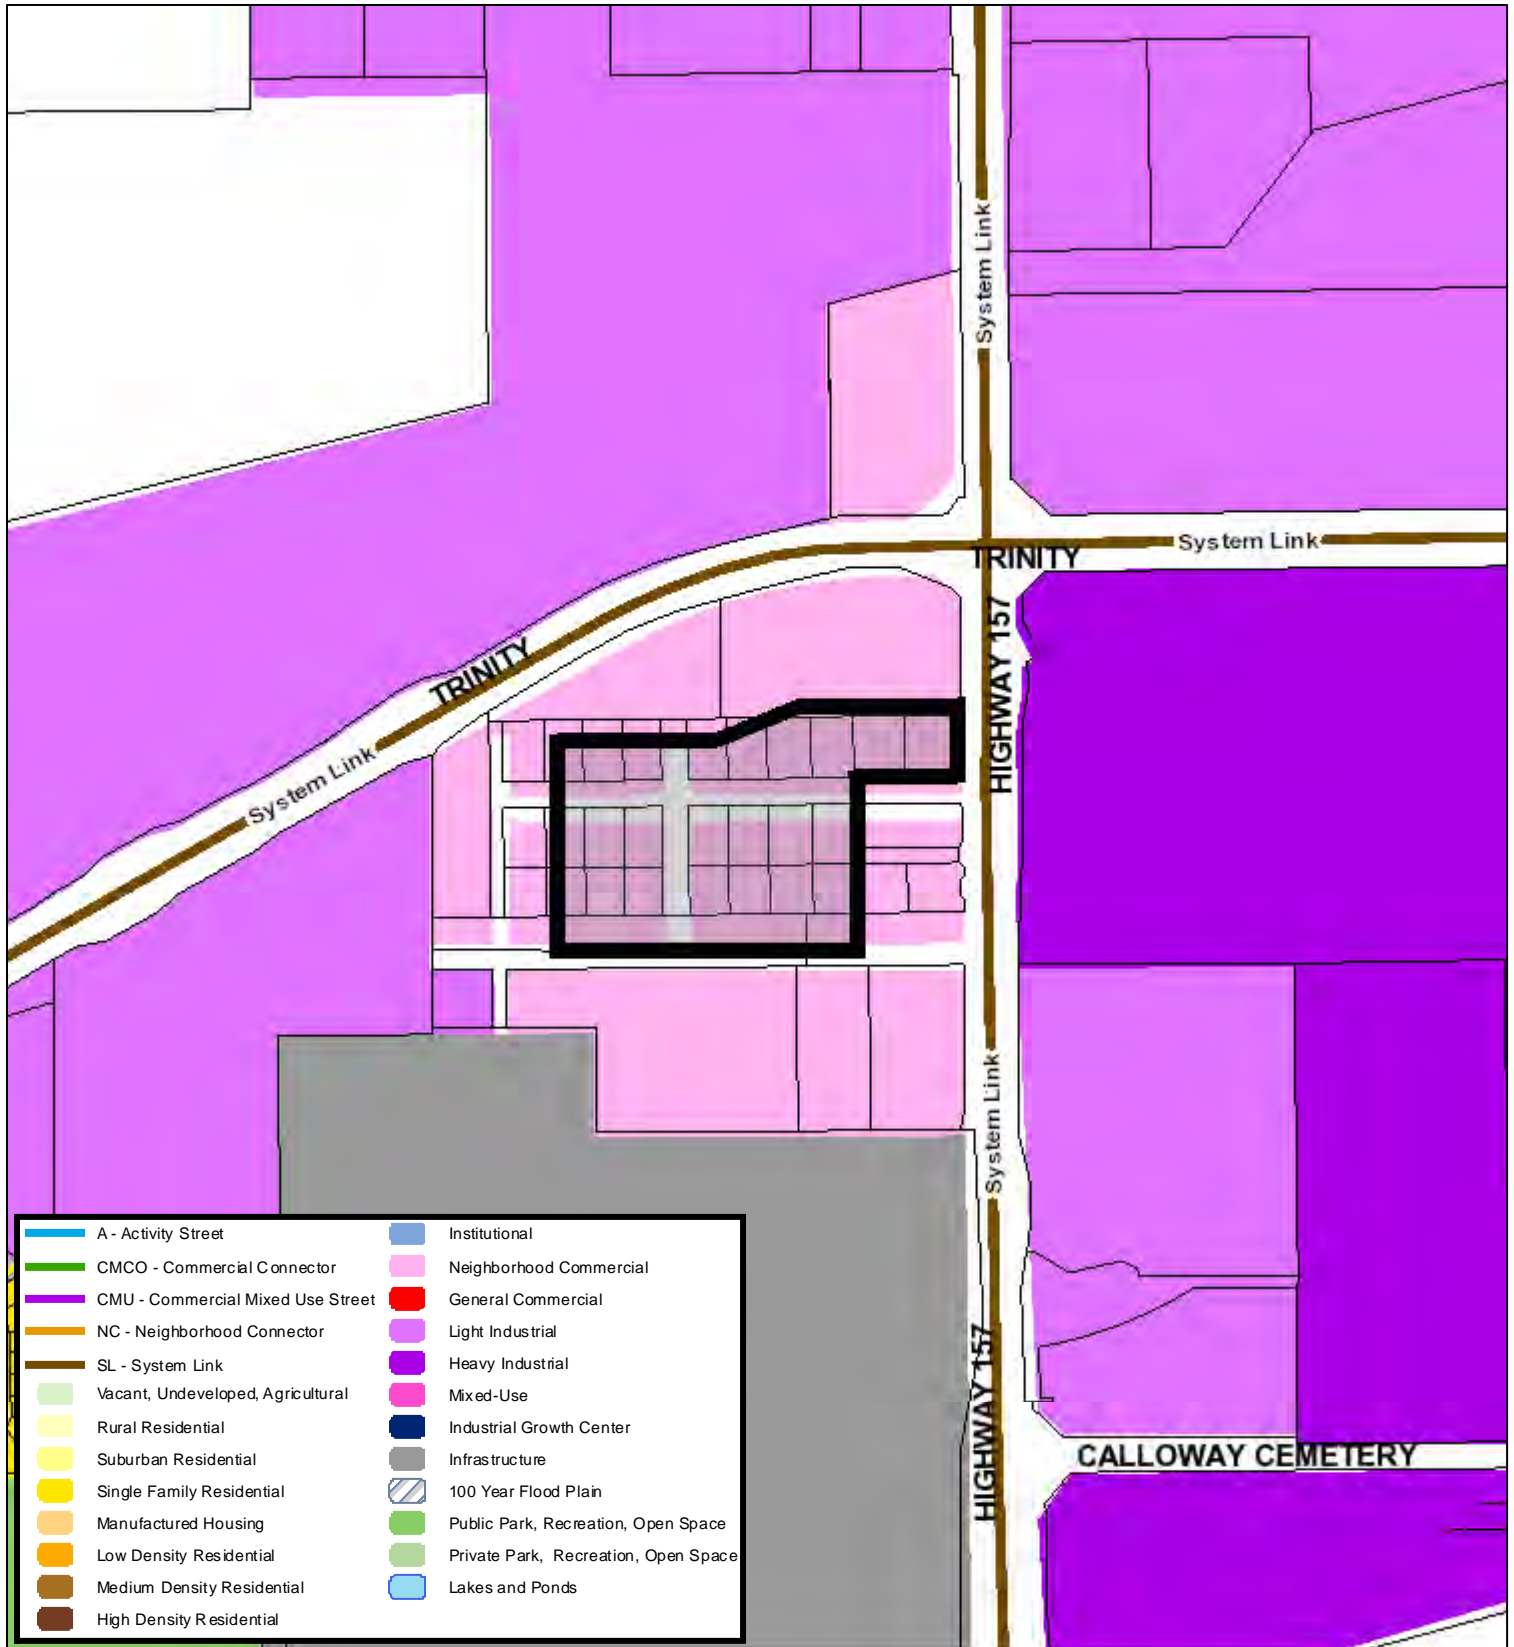 System Link
TRINITY
System Link
HIGHWAY 157
TRINITY
System Link
System Link
HIGHWAY 157
CALLOWAY CEMETERY
A - Activity Street
CMCO - Commercial Connector
CMU - Commercial Mixed Use Street
NC - Neighborhood Connector
SL - System Link
Vacant, Undeveloped, Agricultural
Rural Residential
Suburban Residential
Single Family Residential
Manufactured Housing
Low Density Residential
Medium Density Residential
High Density Residential
Institutional
Neighborhood Commercial
General Commercial
Light Industrial
Heavy Industrial
Mixed-Use
Industrial Growth Center
Infrastructure
100 Year Flood Plain
Public Park, Recreation, Open Space
Private Park, Recreation, Open Space
Lakes and Ponds